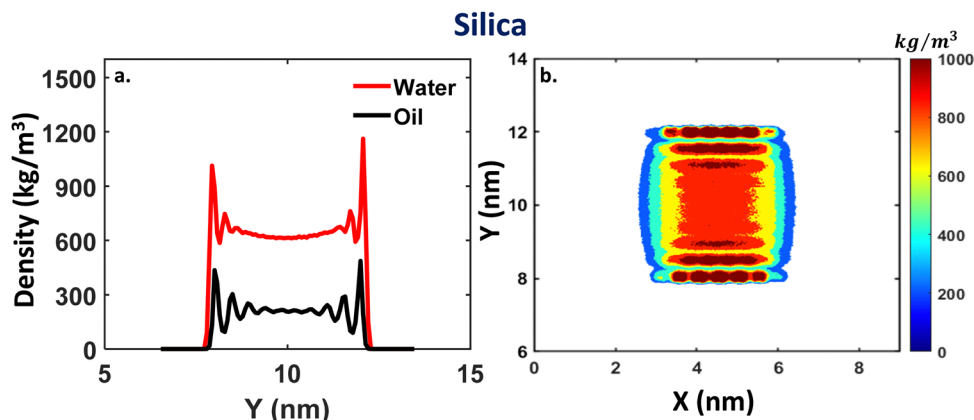 Silica
a.
Water
Oil
1500
1200
900
600
300
0
5
10
15
Density (kg/m³)
Y (nm)
b.
14
12
10
8
6
0
2
4
6
8
Y (nm)
X (nm)
kg/m³
1000
800
600
400
200
0